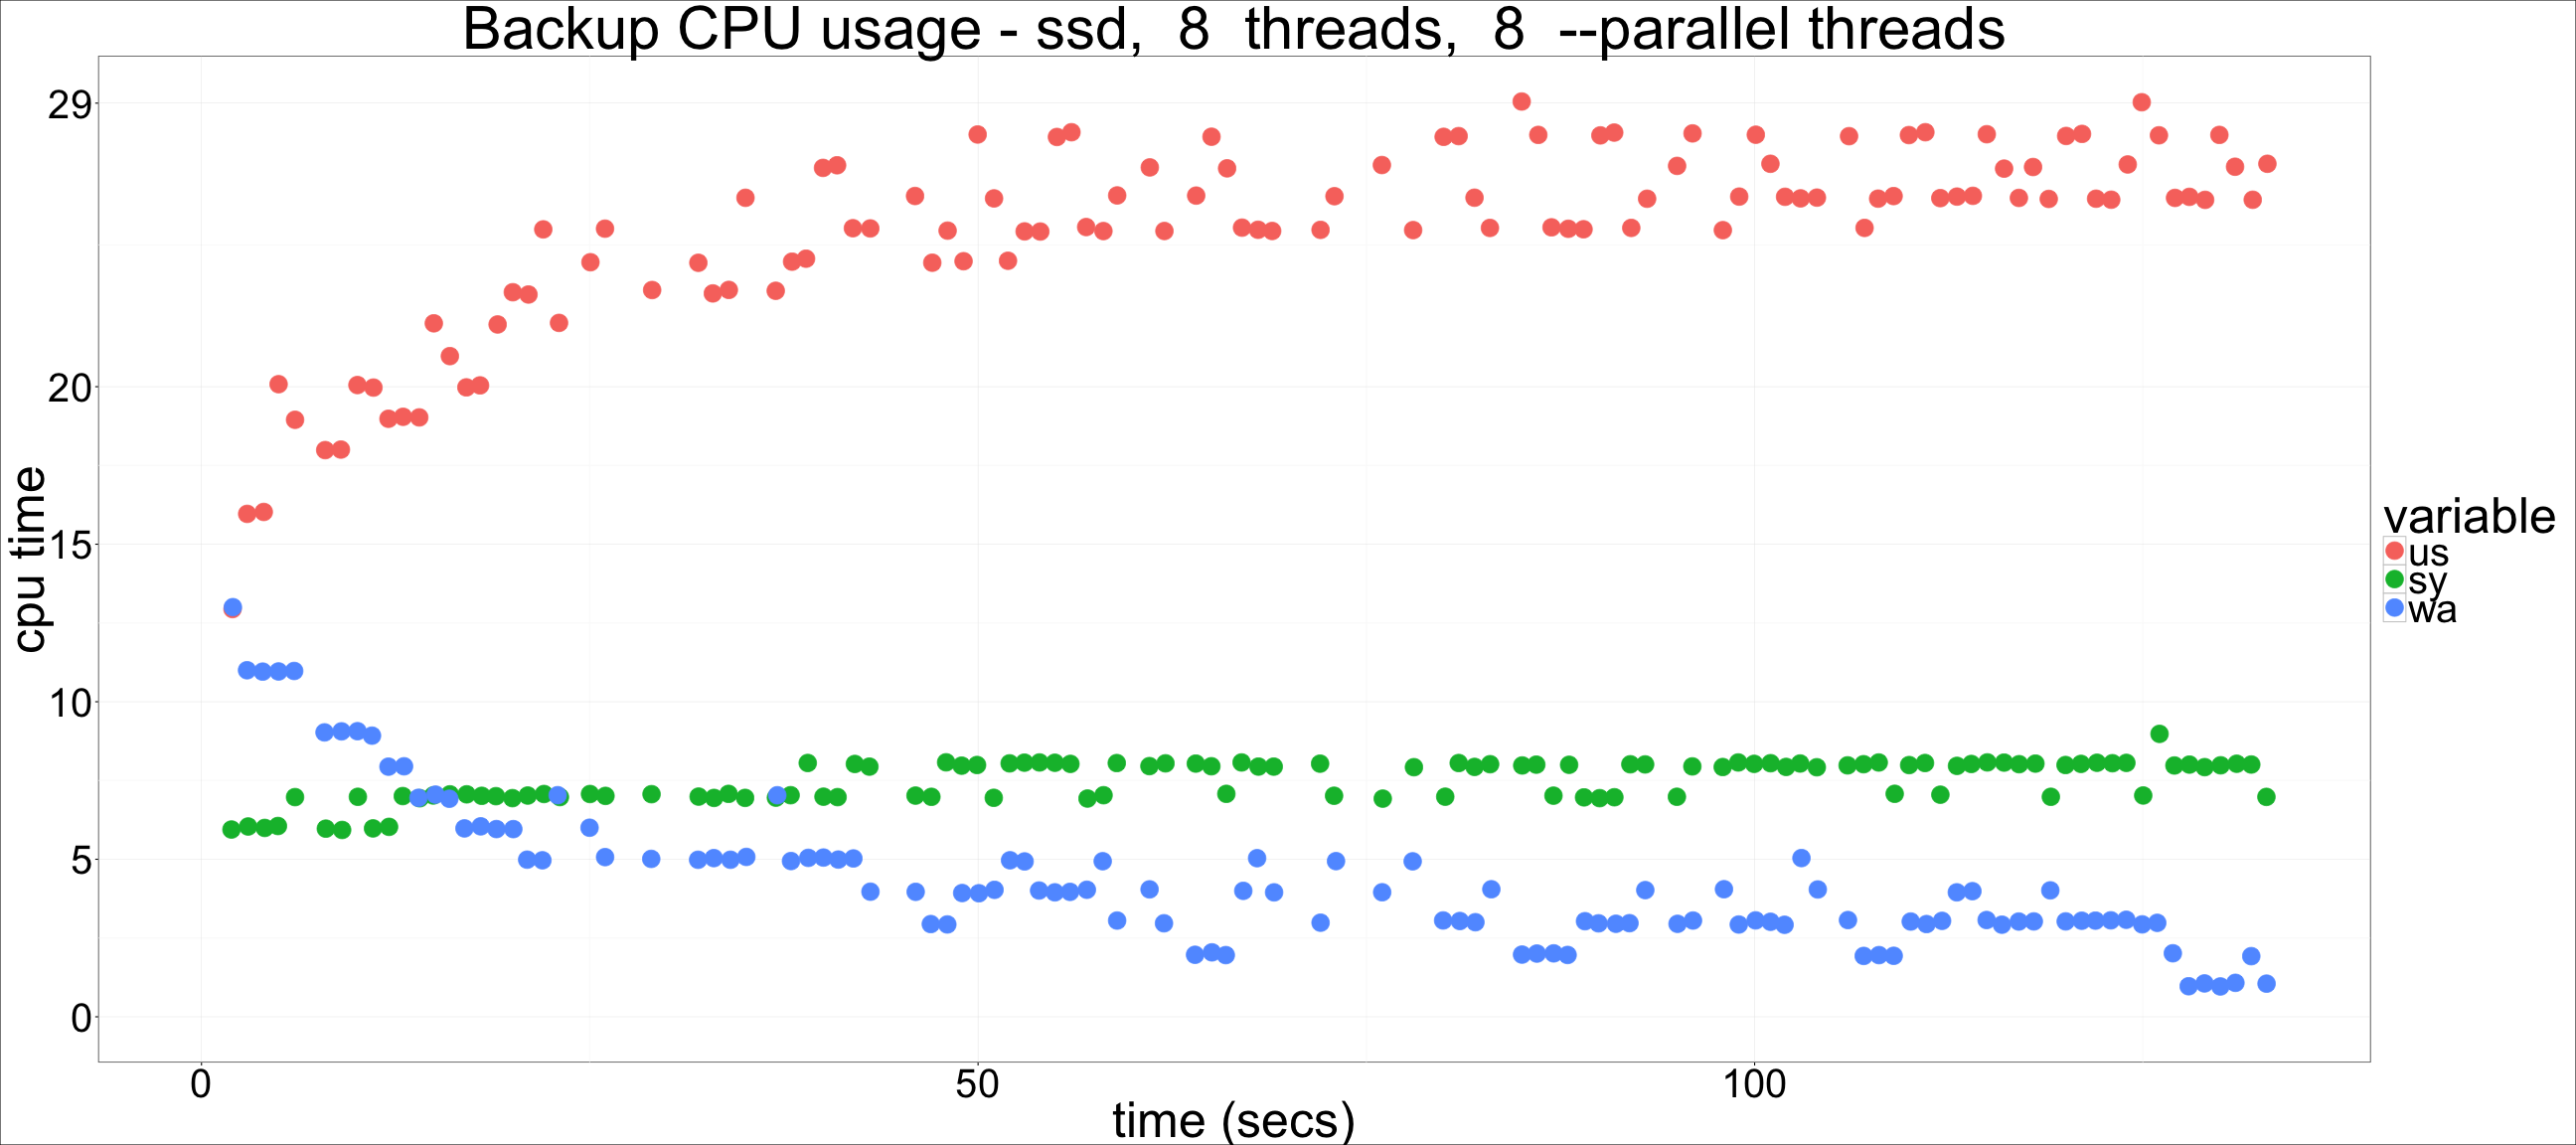 Backup CPU usage - ssd,  8  threads,  8  --parallel threads
29
20
15
10
5
0
cpu time
0 50 100
time (secs)
variable
us
sy
wa